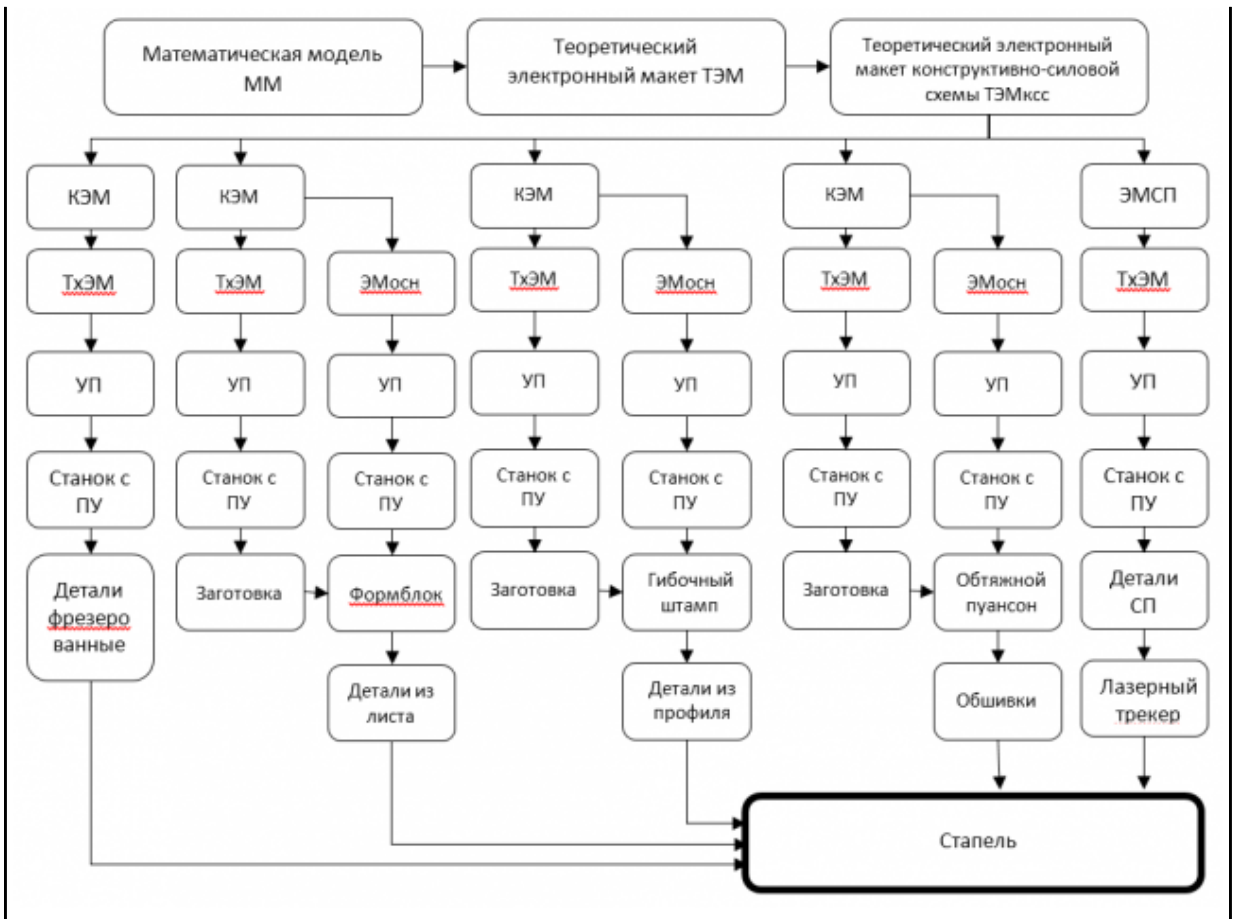 Математическая модель
ММ
Теоретический
электронный макет ТЭМ
Теоретический электронный
макет конструктивно-силовой
схемы ТЭМксс
КЭМ
КЭМ
КЭМ
КЭМ
ЭМСП
ТхЭМ
ТхЭМ
ЭМосн
ТхЭМ
ЭМосн
ТхЭМ
ЭМосн
ТхЭМ
УП
УП
УП
УП
УП
УП
УП
УП
Станок с
ПУ
Станок с
ПУ
Станок с
ПУ
Станок с
ПУ
Станок с
ПУ
Станок с
ПУ
Станок с
ПУ
Станок с
ПУ
Детали
фрезеро
ванные
Заготовка
Формблок
Заготовка
Гибочный
штамп
Заготовка
Обтяжной
пуансон
Детали
СП
Детали из
листа
Детали из
профиля
Обшивки
Лазерный
трекер
Стапель